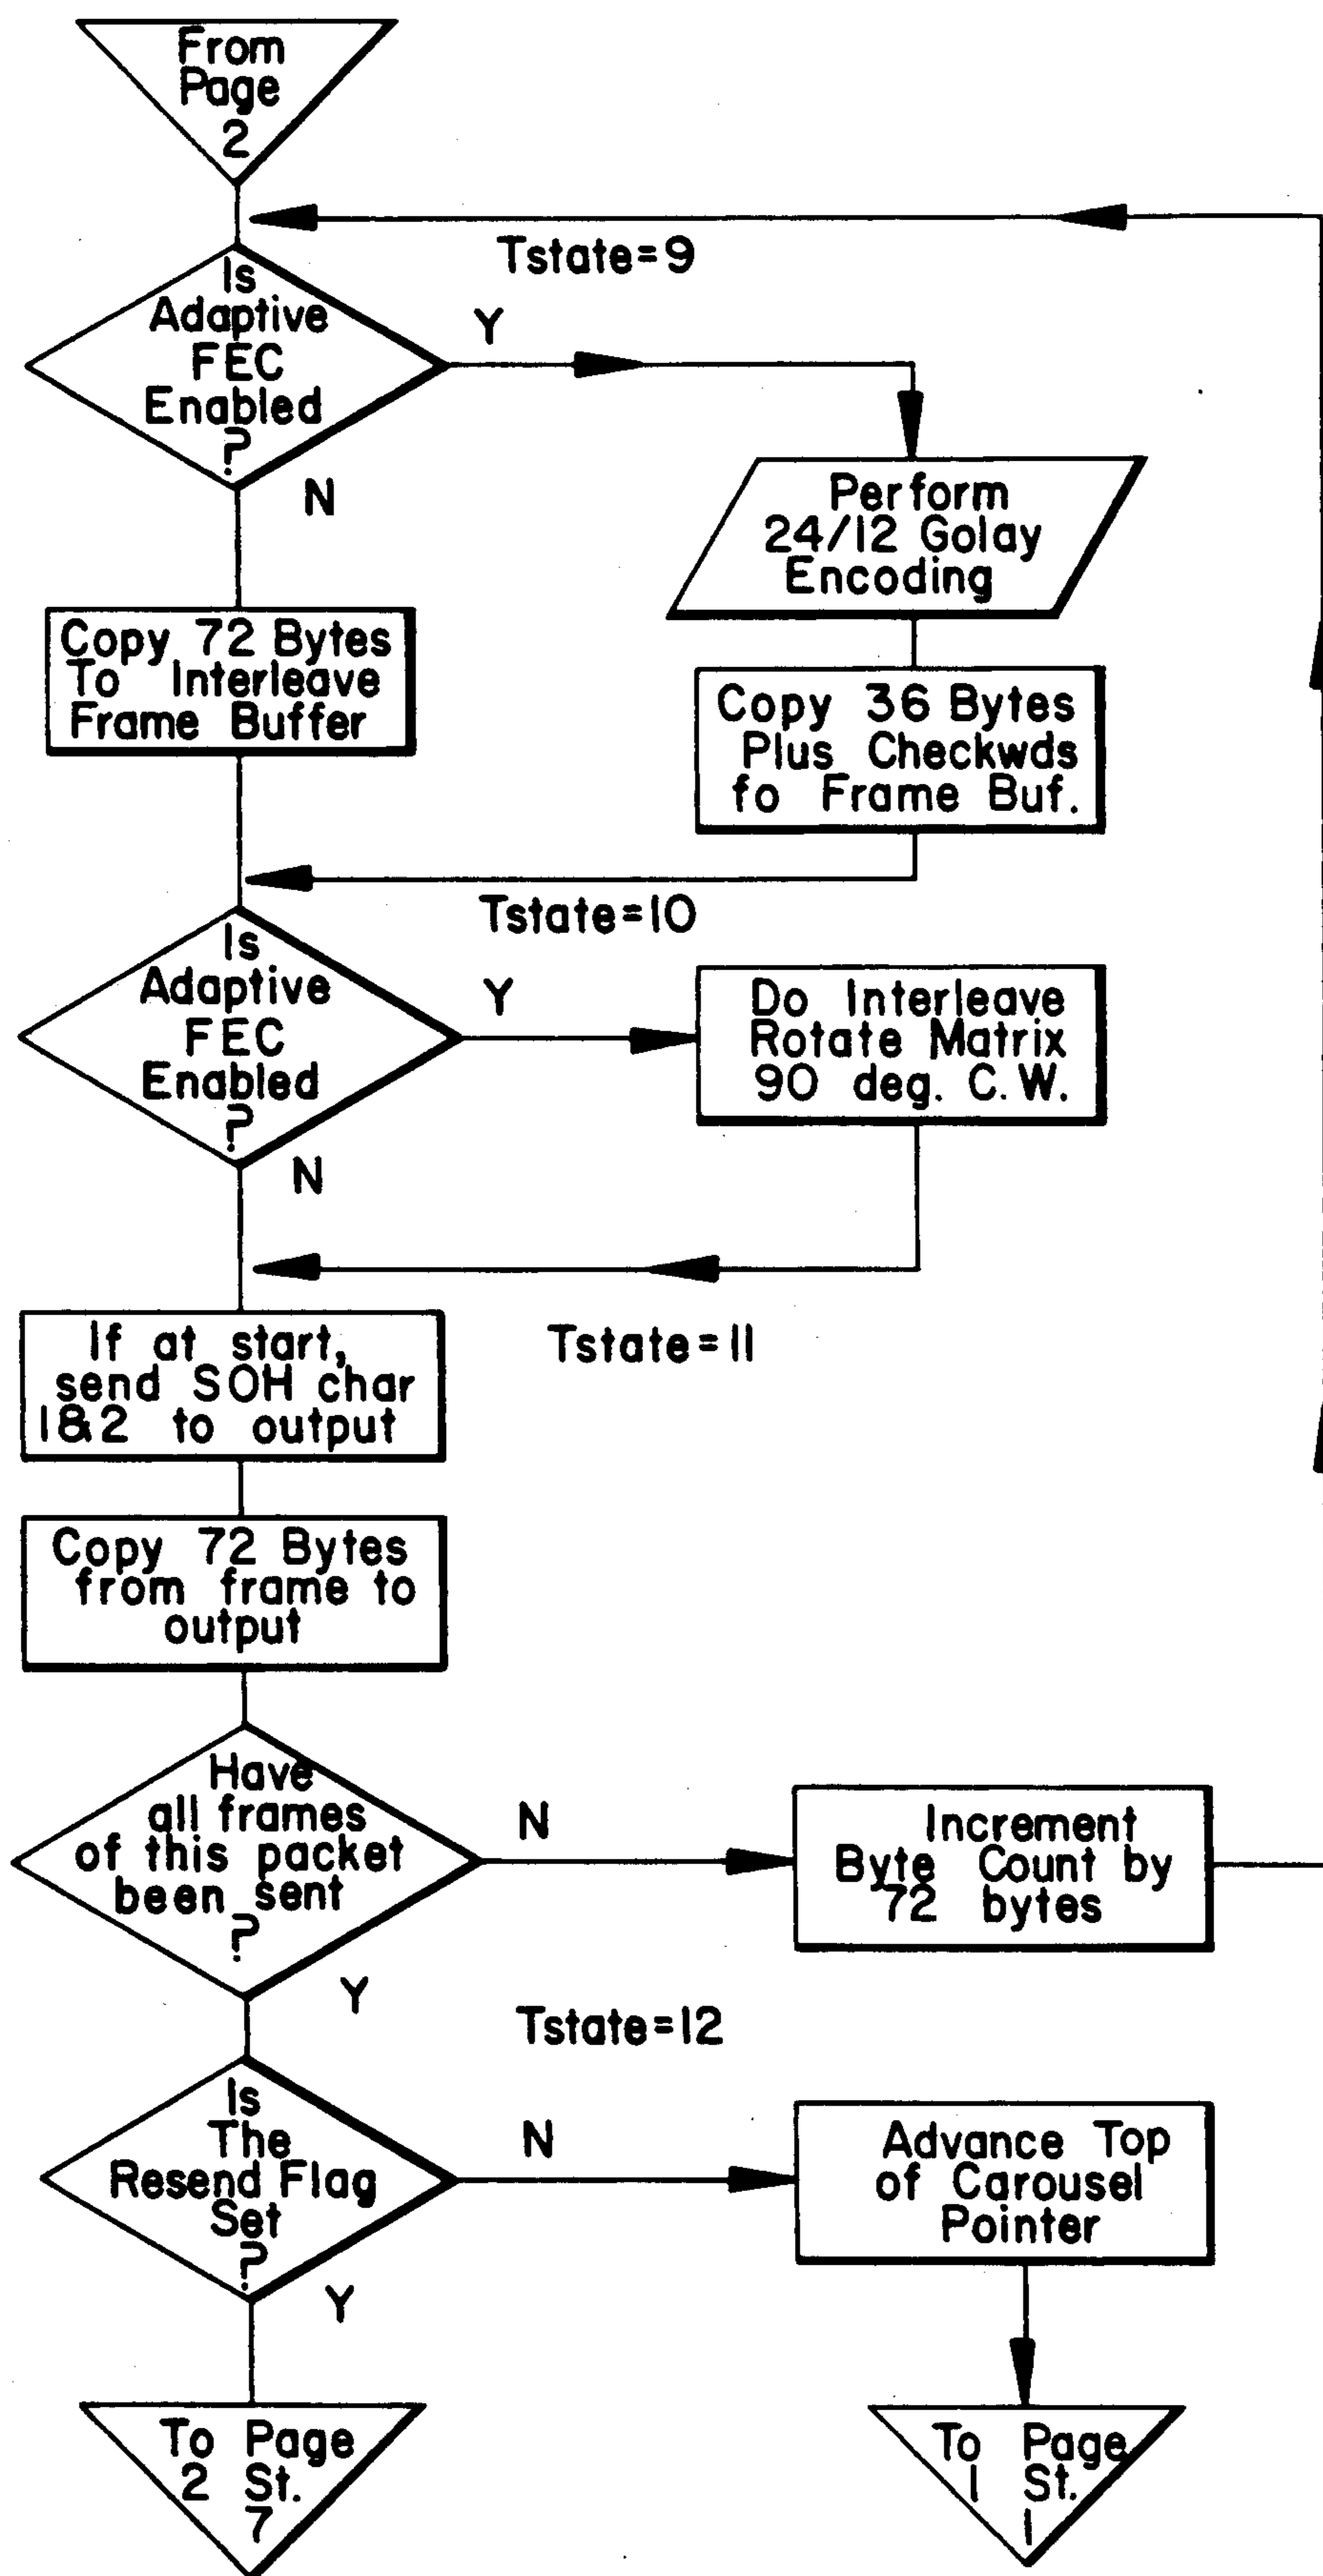 From
Page
2
Tstate=9
Is
Adaptive
FEC
Enabled
?
Y
N
Perform
24/12 Golay
Encoding
Copy 72 Bytes
To Interleave
Frame Buffer
Copy 36 Bytes
Plus Checkwds
fo Frame Buf.
Tstate=10
Is
Adaptive
FEC
Enabled
?
Y
N
Do Interleave
Rotate Matrix
90 deg. C.W.
Tstate=11
If at start,
send SOH char
1&2 to output
Copy 72 Bytes
from frame to
output
Have
all frames
of this packet
been sent
?
N
Y
Increment
Byte Count by
72 bytes
Tstate=12
Is
The
Resend Flag
Set
?
N
Y
Advance Top
of Carousel
Pointer
To Page
2 St.
7
To Page
1 St.
1